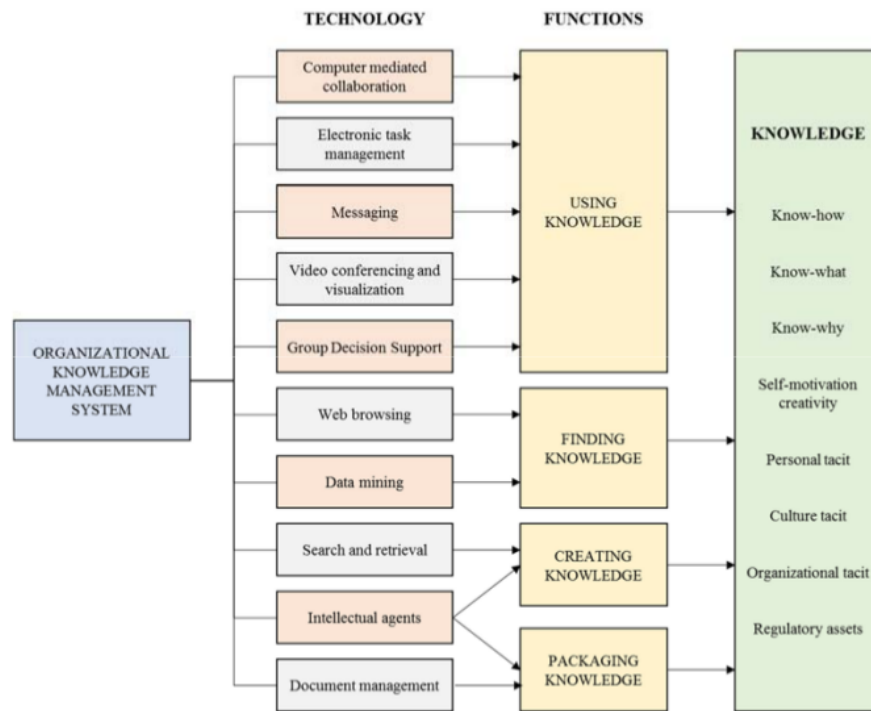 TECHNOLOGY
FUNCTIONS
ORGANIZATIONAL
KNOWLEDGE
MANAGEMENT
SYSTEM
Computer mediated
collaboration
Electronic task
management
Messaging
Video conferencing and
visualization
Group Decision Support
Web browsing
Data mining
Search and retrieval
Intellectual agents
Document management
USING
KNOWLEDGE
FINDING
KNOWLEDGE
CREATING
KNOWLEDGE
PACKAGING
KNOWLEDGE
KNOWLEDGE
Know-how
Know-what
Know-why
Self-motivation
creativity
Personal tacit
Culture tacit
Organizational tacit
Regulatory assets